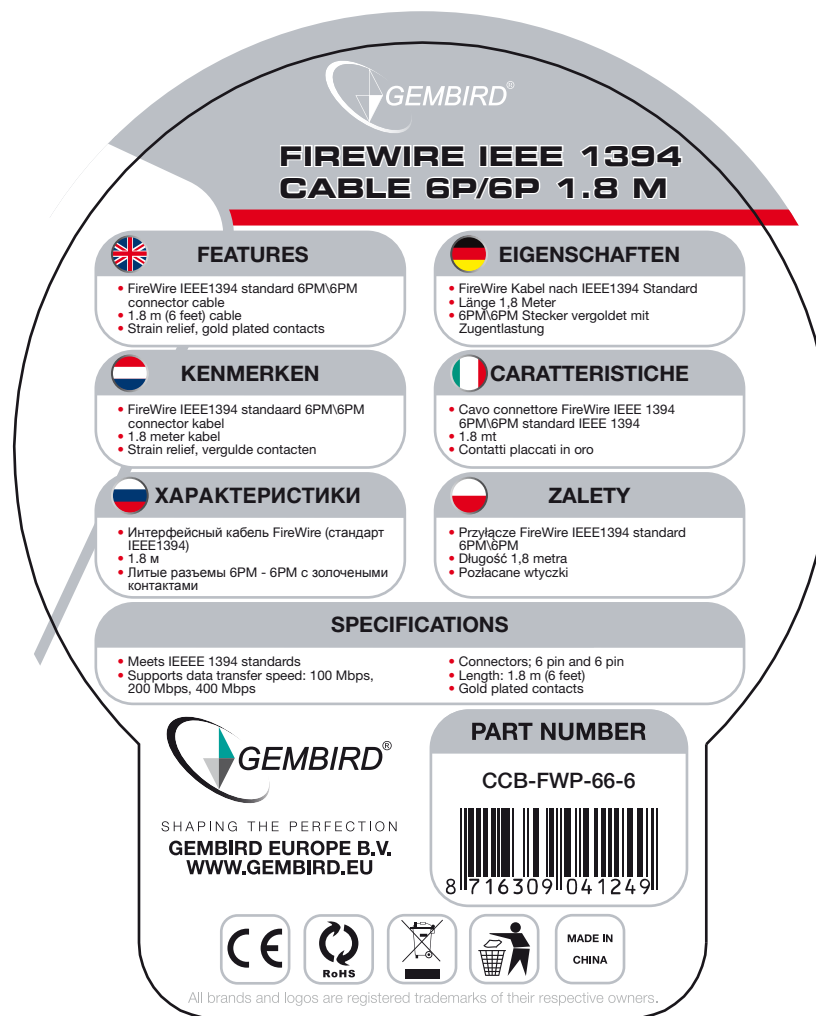 GEMBIRD®
FIREWIRE IEEE 1394
CABLE 6P/6P 1.8 M
FEATURES
• FireWire IEEE1394 standard 6PM\6PM
connector cable
• 1.8 m (6 feet) cable
• Strain relief, gold plated contacts
EIGENSCHAFTEN
• FireWire Kabel nach IEEE1394 Standard
• Länge 1,8 Meter
• 6PM\6PM Stecker vergoldet mit
Zugentlastung
KENMERKEN
• FireWire IEEE1394 standaard 6PM\6PM
connector kabel
• 1.8 meter kabel
• Strain relief, vergulde contacten
CARATTERISTICHE
• Cavo connettore FireWire IEEE 1394
6PM\6PM standard IEEE 1394
• 1.8 mt
• Contatti placcati in oro
ХАРАКТЕРИСТИКИ
• Интерфейсный кабель FireWire (стандарт
IEEE1394)
• 1.8 м
• Литые разъемы 6PM - 6PM с золочеными
контактами
ZALETY
• Przyłącze FireWire IEEE1394 standard
6PM\6PM
• Długość 1,8 metra
• Pozłacane wtyczki
SPECIFICATIONS
• Meets IEEEE 1394 standards
• Supports data transfer speed: 100 Mbps,
200 Mbps, 400 Mbps
• Connectors; 6 pin and 6 pin
• Length: 1.8 m (6 feet)
• Gold plated contacts
GEMBIRD®
SHAPING THE PERFECTION
GEMBIRD EUROPE B.V.
WWW.GEMBIRD.EU
PART NUMBER
CCB-FWP-66-6
8 716309 041249
CE
RoHS
MADE IN
CHINA
All brands and logos are registered trademarks of their respective owners.